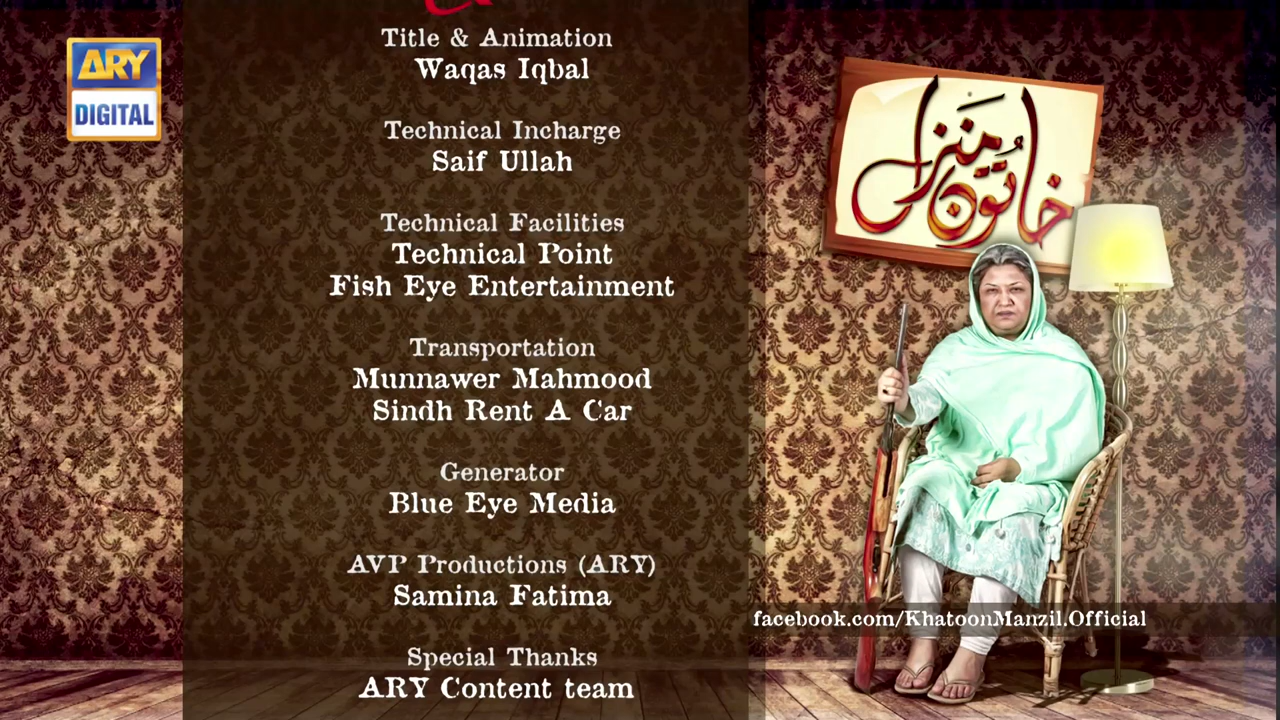 ARY
DIGITAL
Title & Animation
Waqas Iqbal
Technical Incharge
Saif Ullah
Technical Facilities
Technical Point
Fish Eye Entertainment
Transportation
Munnawer Mahmood
Sindh Rent A Car
Generator
Blue Eye Media
AVP Productions (ARY)
Samina Fatima
Special Thanks
ARY Content team
خاتون منزل
facebook.com/KhatoonManzil.Official